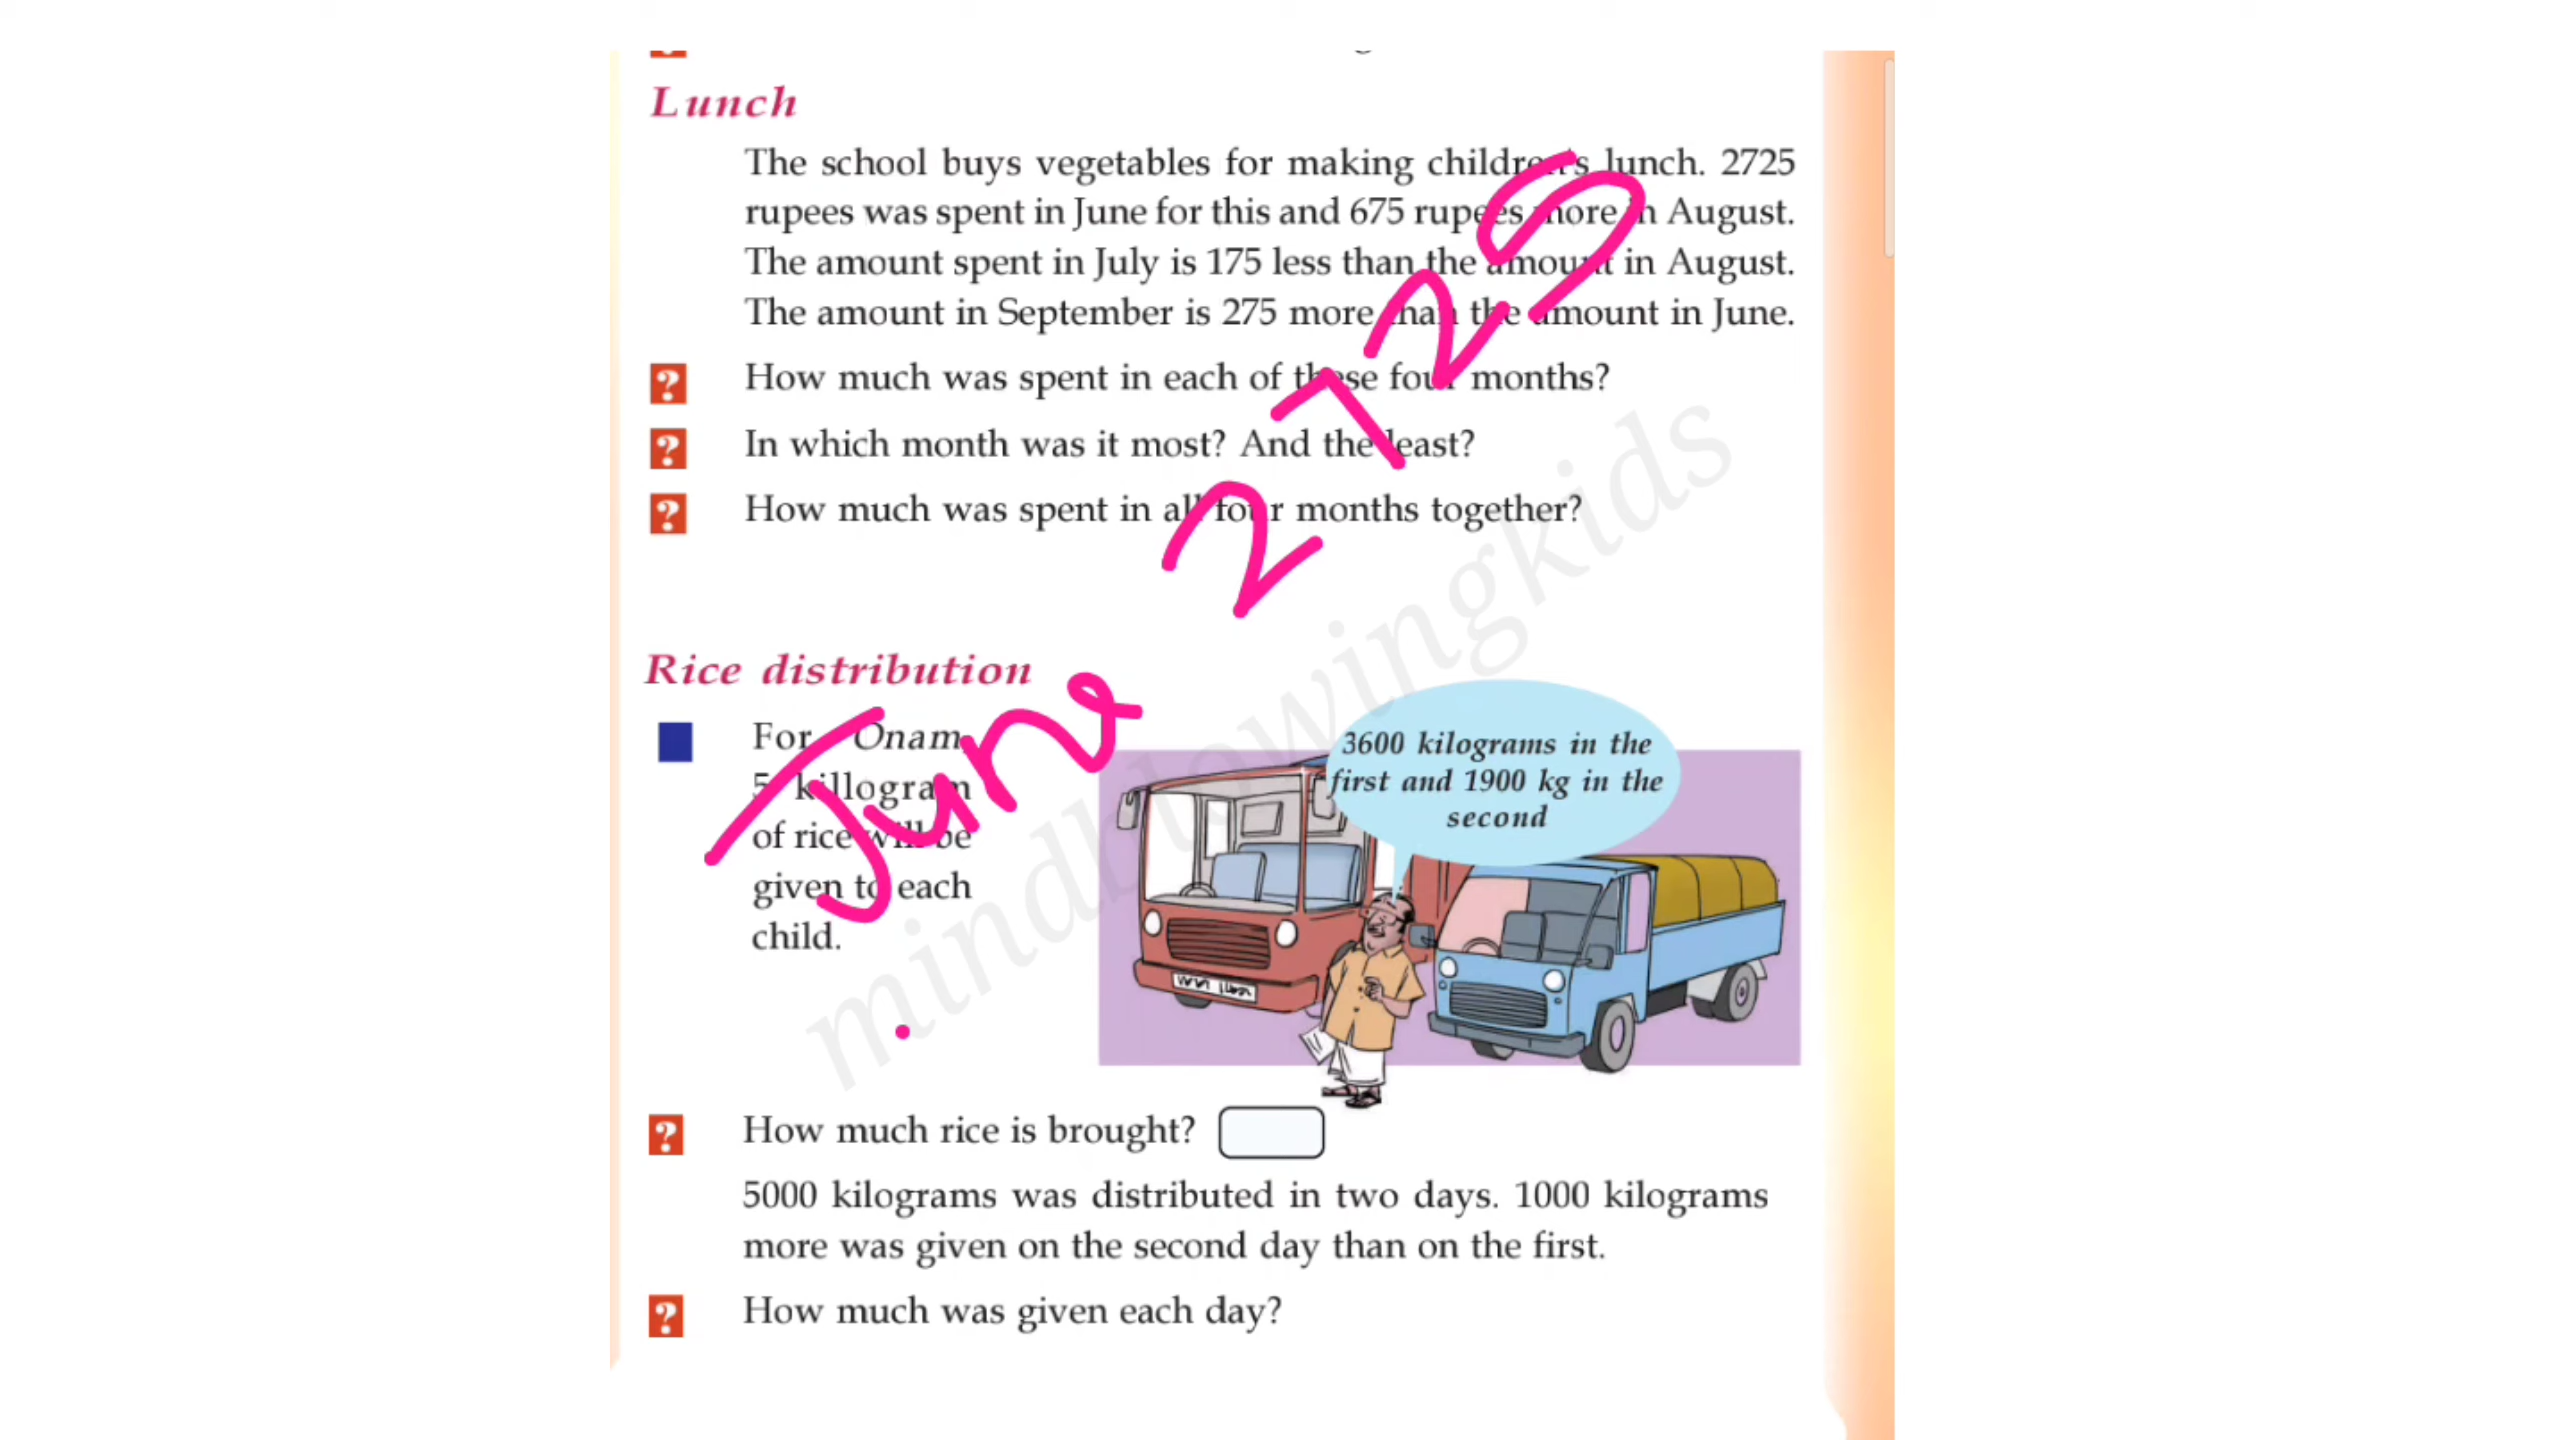 Lunch
The school buys vegetables for making children's lunch. 2725
rupees was spent in June for this and 675 rupees more in August.
The amount spent in July is 175 less than the amount in August.
The amount in September is 275 more than the amount in June.
? How much was spent in each of these four months?
? In which month was it most? And the least?
? How much was spent in all four months together?
June 2725
Rice distribution
For Onam
5 killogram
of rice will be
given to each
child.
3600 kilograms in the
first and 1900 kg in the
second
mindblowingkids
? How much rice is brought?
5000 kilograms was distributed in two days. 1000 kilograms
more was given on the second day than on the first.
? How much was given each day?